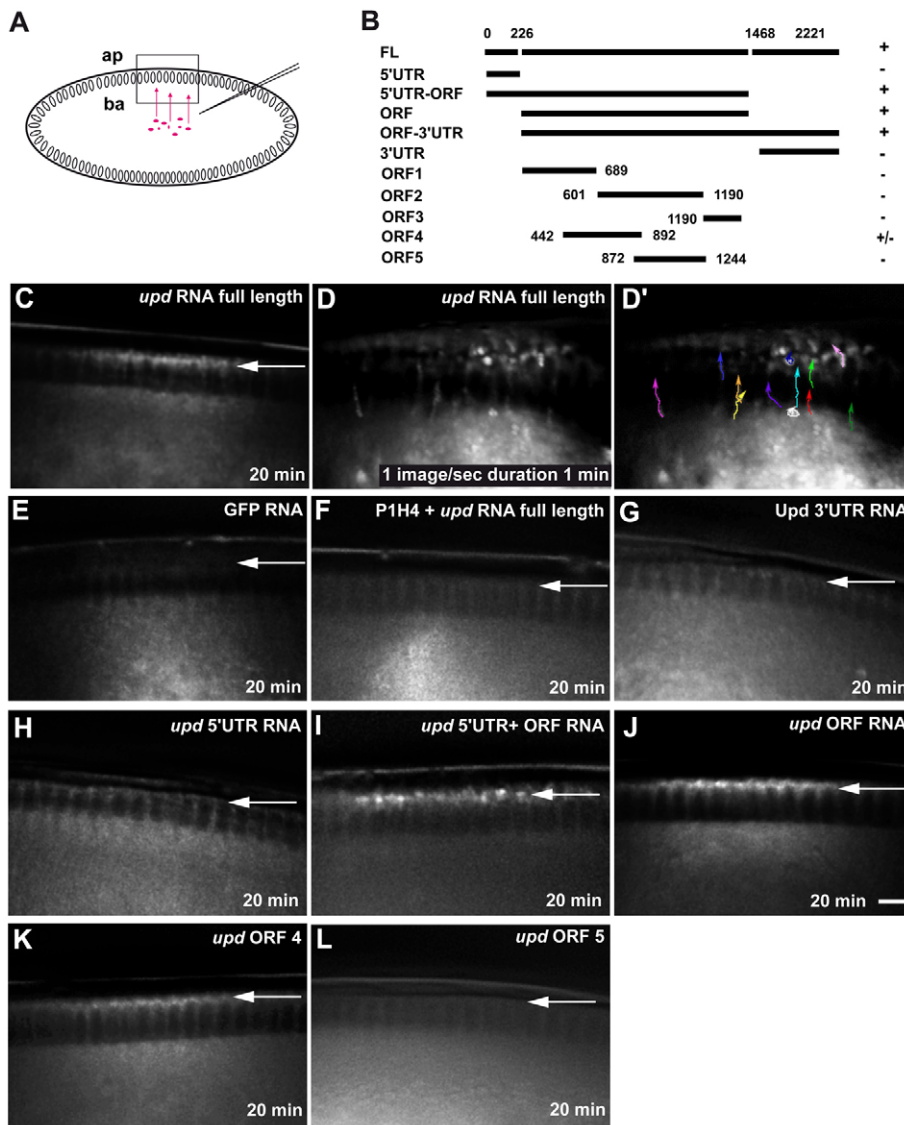 A
ap
ba
B
0 226 1468 2221
FL +
5'UTR -
5'UTR-ORF +
ORF +
ORF-3'UTR +
3'UTR -
ORF1 689 -
ORF2 601 1190 -
ORF3 1190 -
ORF4 442 892 +/-
ORF5 872 1244 -
C
upd RNA full length
20 min
D
upd RNA full length
1 image/sec duration 1 min
D'
E
GFP RNA
20 min
F
P1H4 + upd RNA full length
20 min
G
Upd 3'UTR RNA
20 min
H
upd 5'UTR RNA
20 min
I
upd 5'UTR+ ORF RNA
20 min
J
upd ORF RNA
20 min
K
upd ORF 4
20 min
L
upd ORF 5
20 min